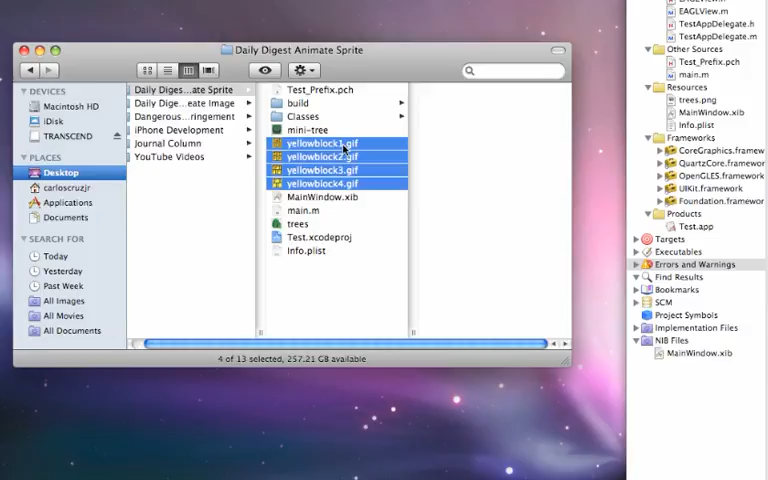 Daily Digest Animate Sprite
DEVICES
Macintosh HD
iDisk
TRANSCEND
PLACES
Desktop
carloscruzjr
Applications
Documents
SEARCH FOR
Today
Yesterday
Past Week
All Images
All Movies
All Documents
Daily Diges...ate Sprite
Daily Dige...eate Image
Dangerous...ringement
iPhone Development
Journal Column
YouTube Videos
Test_Prefix.pch
build
Classes
mini-tree
yellowblock1.gif
yellowblock2.gif
yellowblock3.gif
yellowblock4.gif
MainWindow.xib
main.m
trees
Test.xcodeproj
Info.plist
4 of 13 selected, 257.21 GB available
EAGLView.m
TestAppDelegate.h
TestAppDelegate.m
Other Sources
Test_Prefix.pch
main.m
Resources
trees.png
MainWindow.xib
Info.plist
Frameworks
CoreGraphics.framew
QuartzCore.framewor
OpenGLES.framewor
UIKit.framework
Foundation.framewor
Products
Test.app
Targets
Executables
Errors and Warnings
Find Results
Bookmarks
SCM
Project Symbols
Implementation Files
NIB Files
MainWindow.xib